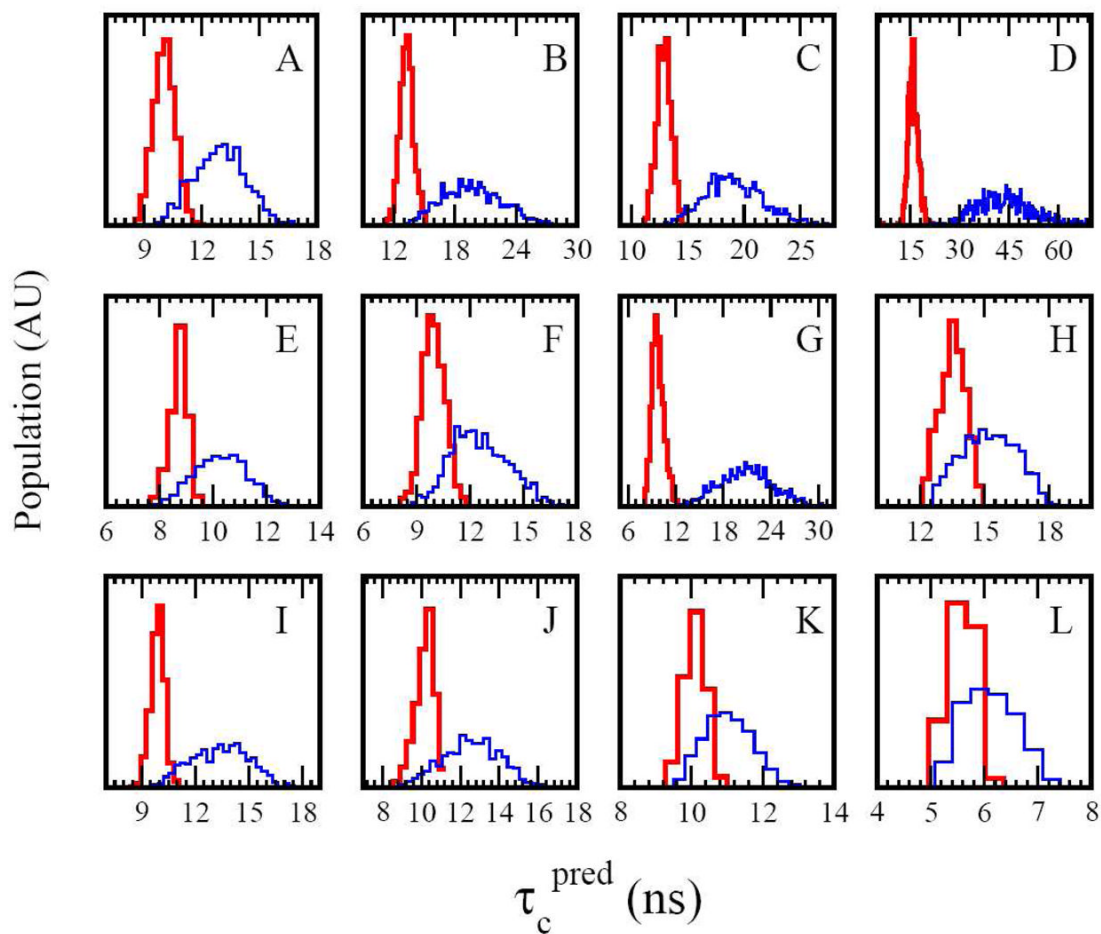 A B C D
9 12 15 18 12 18 24 30 10 15 20 25 15 30 45 60
Population (AU)
E F G H
6 8 10 12 14 6 9 12 15 18 6 12 18 24 30 12 15 18
I J K L
9 12 15 18 8 10 12 14 16 18 8 10 12 14 4 5 6 7 8
τc pred (ns)